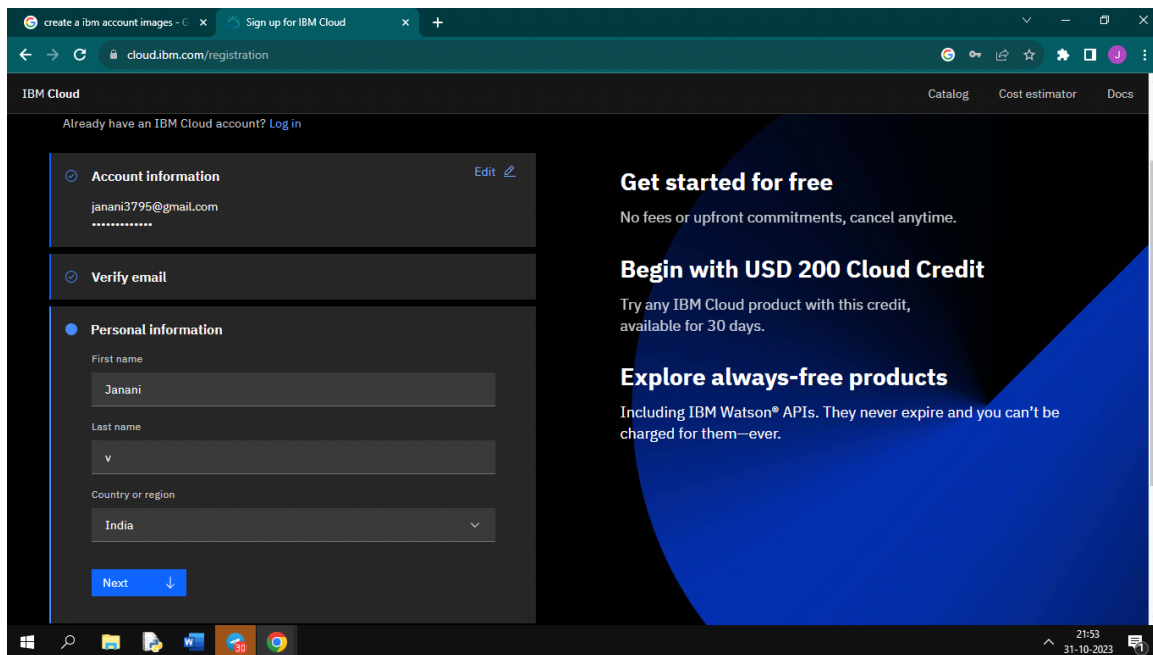 create a ibm account images - G
Sign up for IBM Cloud
cloud.ibm.com/registration
J
IBM Cloud
Catalog
Cost estimator
Docs
Already have an IBM Cloud account? Log in
Account information
Edit
janani3795@gmail.com
•••••••••••••
Verify email
Personal information
First name
Janani
Last name
v
Country or region
India
Next
Get started for free
No fees or upfront commitments, cancel anytime.
Begin with USD 200 Cloud Credit
Try any IBM Cloud product with this credit,
available for 30 days.
Explore always-free products
Including IBM Watson® APIs. They never expire and you can't be
charged for them—ever.
30
21:53
31-10-2023
1